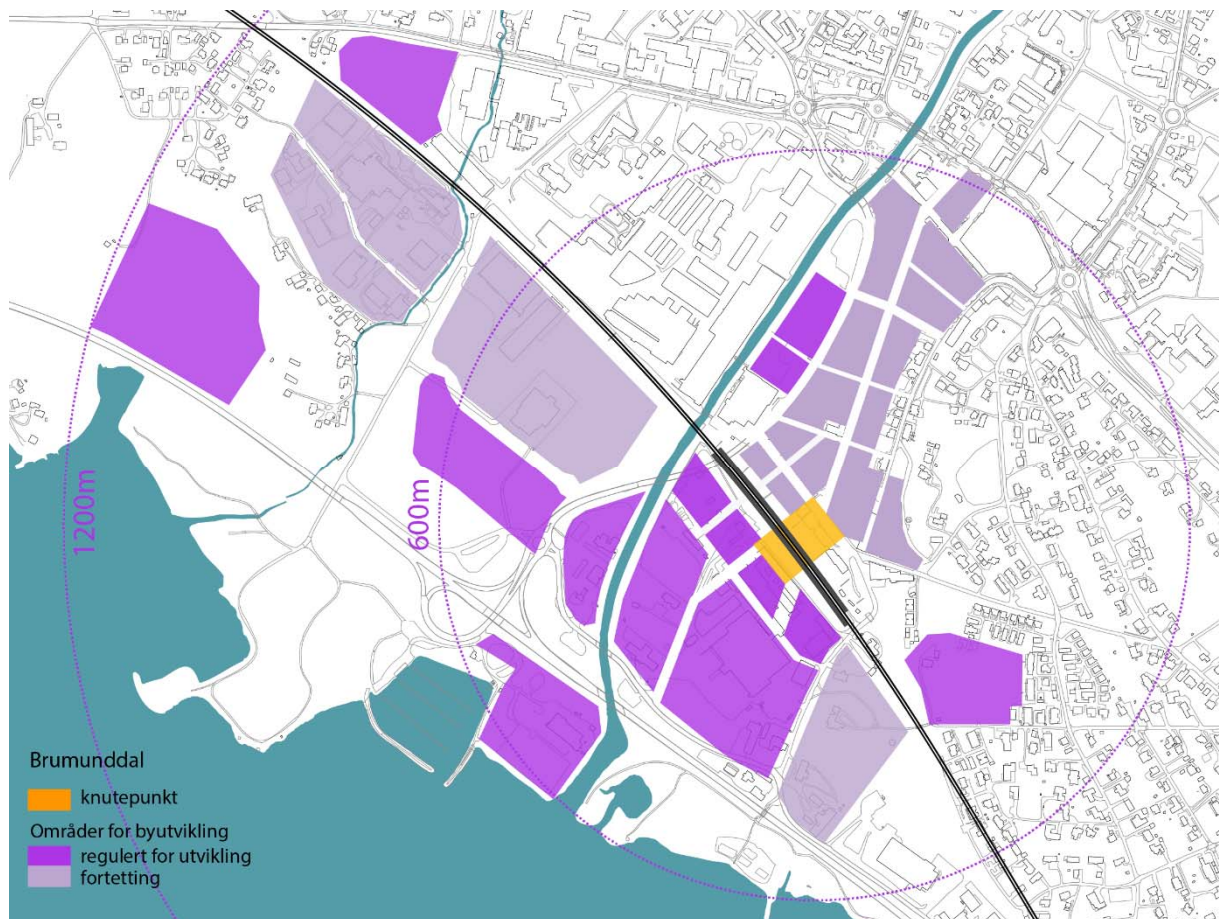 1200m
600m
Brumunddal
knutepunkt
Områder for byutvikling
regulert for utvikling
fortetting